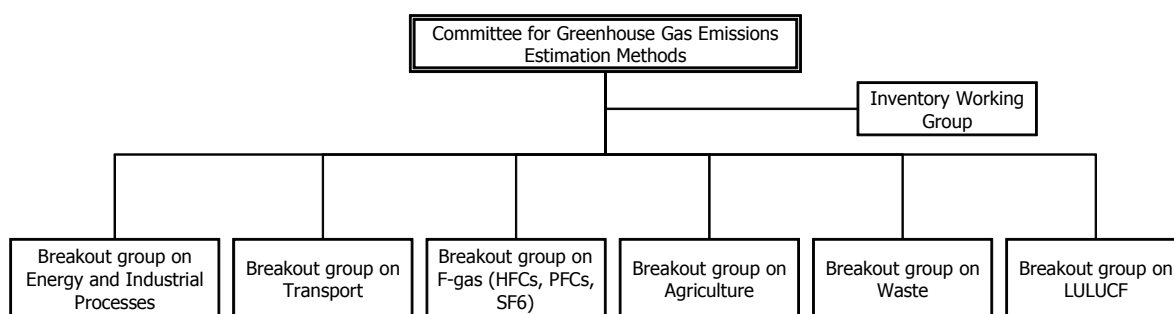 Committee for Greenhouse Gas Emissions
Estimation Methods
Inventory Working
Group
Breakout group on
Energy and Industrial
Processes
Breakout group on
Transport
Breakout group on
F-gas (HFCs, PFCs,
SF6)
Breakout group on
Agriculture
Breakout group on
Waste
Breakout group on
LULUCF